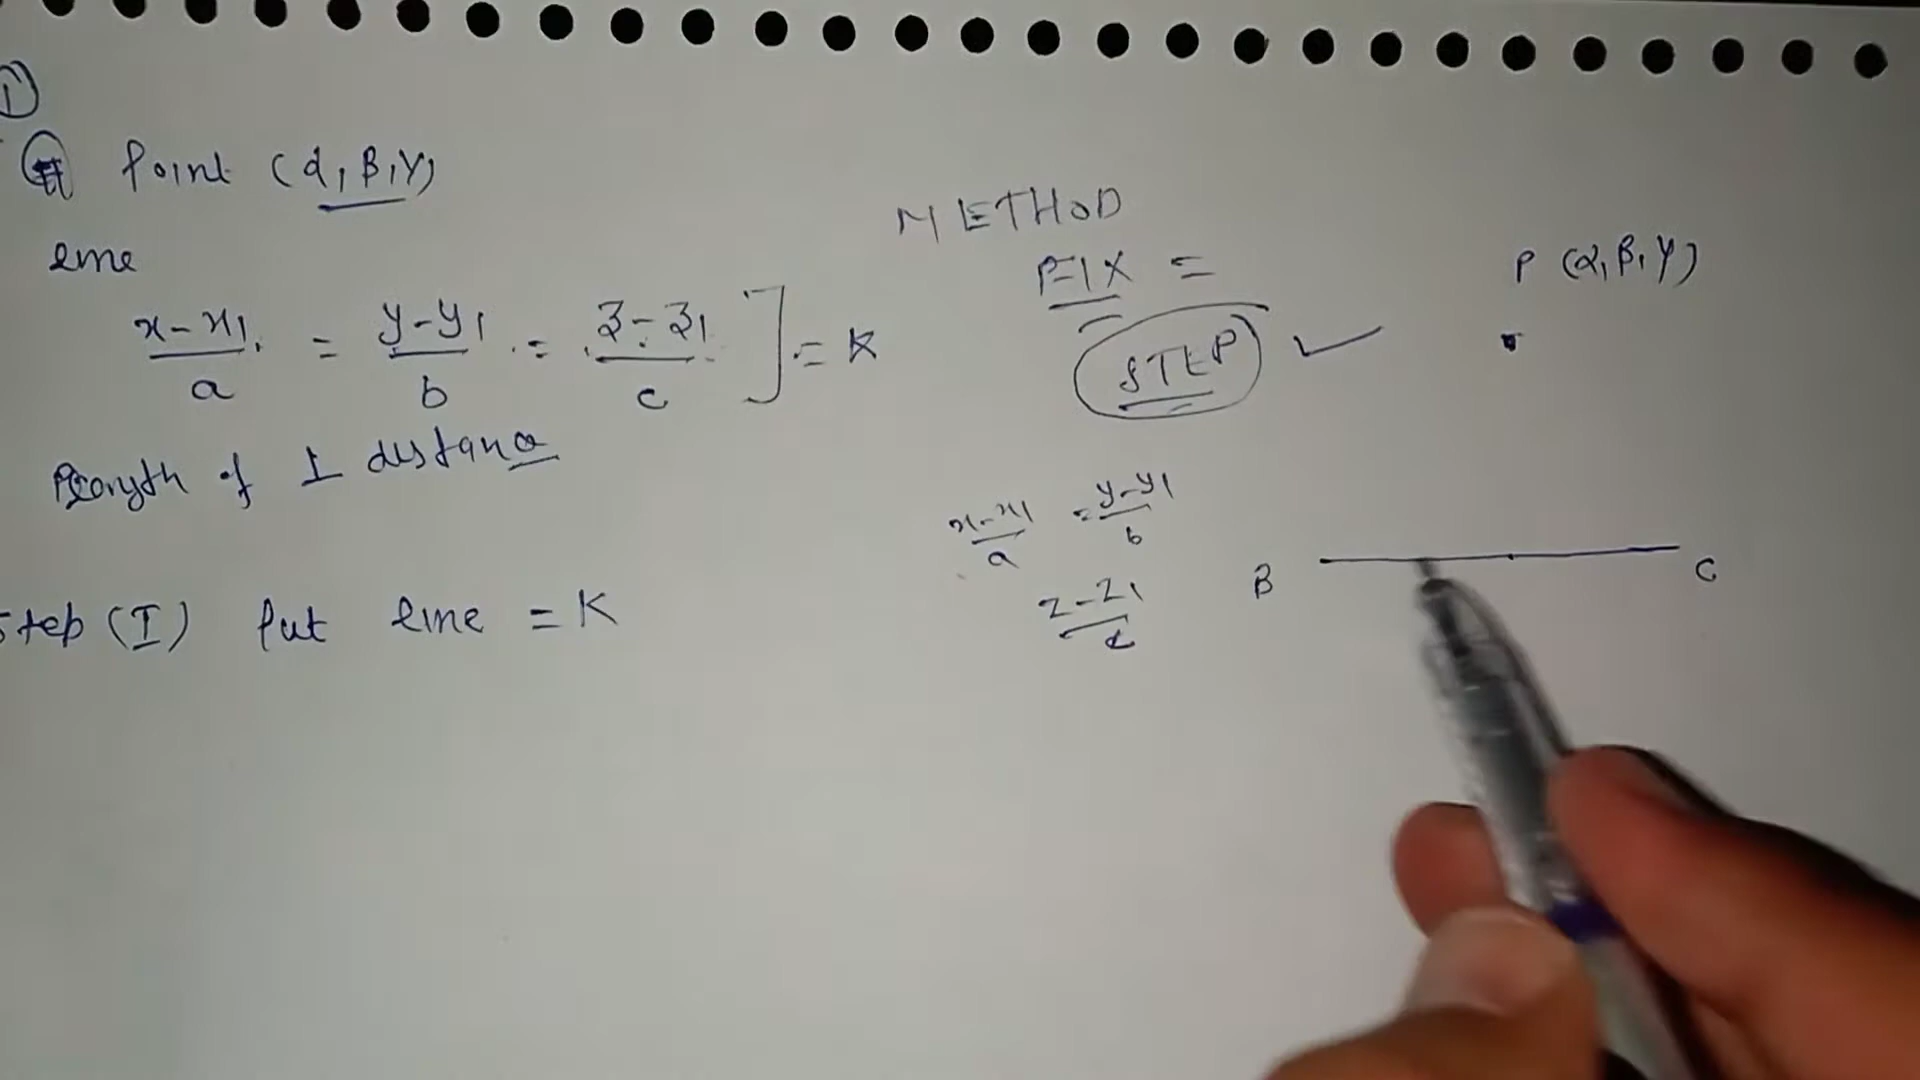 ①
Point (α, β, γ)
line
x-x1/a = y-y1/b = z-z1/c ] = K
Length of ⊥ distance
Step (I) Put line = K
METHOD
FIX =
STEP ✓
x-x1/a = y-y1/b
z-z1/c
P (α, β, γ)
B
C